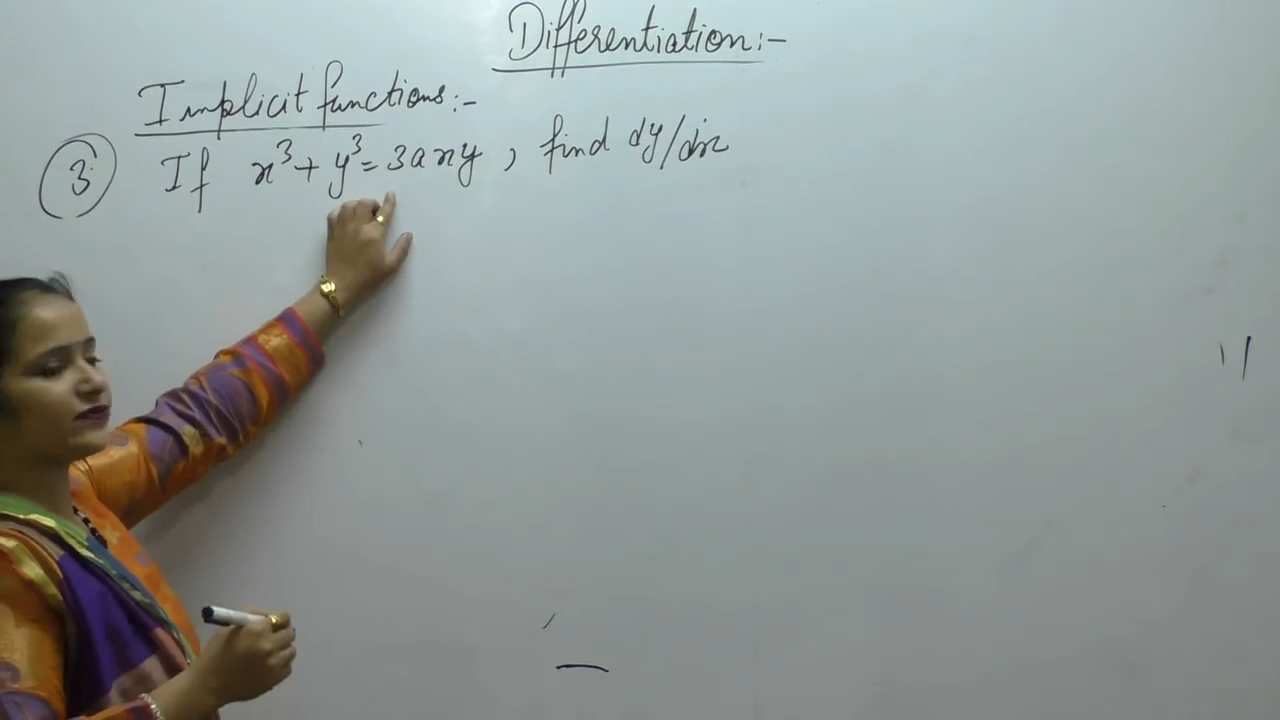 Differentiation:-
Implicit functions:-
③ If x³ + y³ = 3axy, find dy/dx